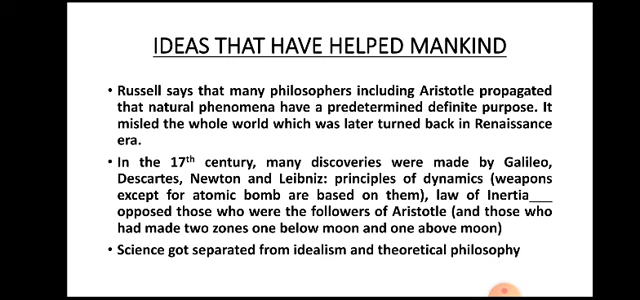 IDEAS THAT HAVE HELPED MANKIND
• Russell says that many philosophers including Aristotle propagated
that natural phenomena have a predetermined definite purpose. It
misled the whole world which was later turned back in Renaissance
era.
• In the 17th century, many discoveries were made by Galileo,
Descartes, Newton and Leibniz: principles of dynamics (weapons
except for atomic bomb are based on them), law of Inertia___
opposed those who were the followers of Aristotle (and those who
had made two zones one below moon and one above moon)
• Science got separated from idealism and theoretical philosophy